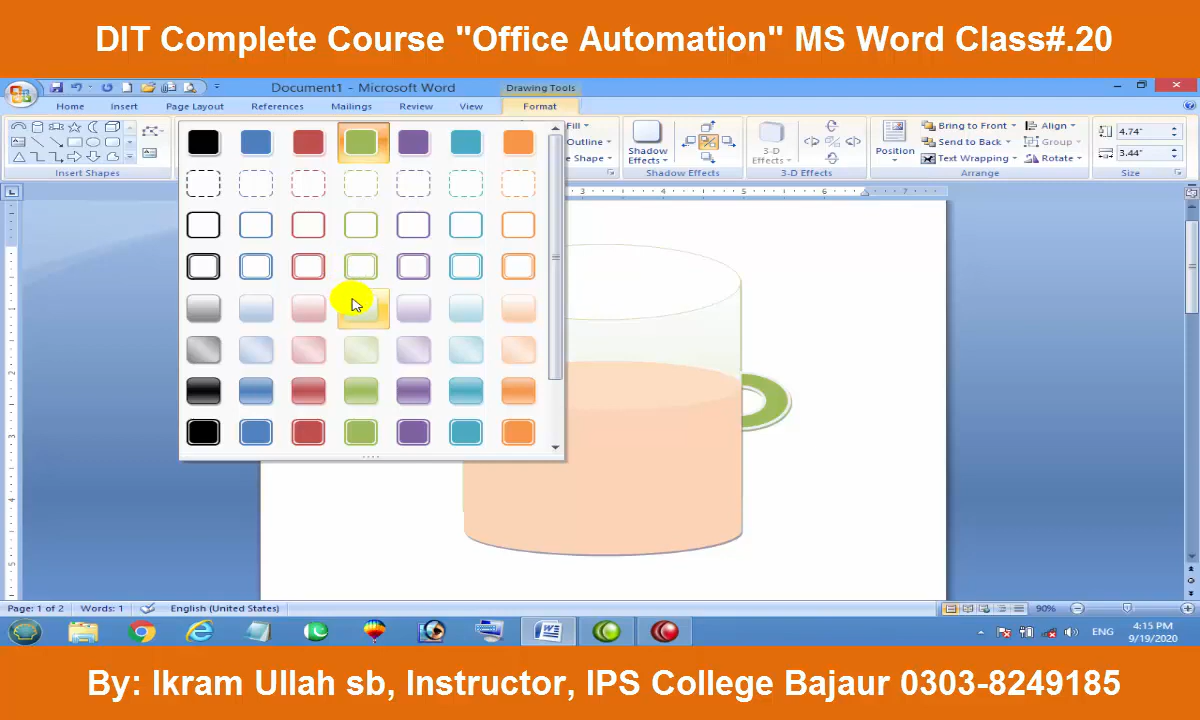 DIT Complete Course "Office Automation" MS Word Class#.20
Document1 - Microsoft Word
Drawing Tools
Home Insert Page Layout References Mailings Review View Format
Fill
Outline
Shape
Shadow Effects
3-D Effects
Position
Bring to Front
Send to Back
Text Wrapping
Align
Group
Rotate
4.74"
3.44"
Insert Shapes
Shadow Effects
3-D Effects
Arrange
Size
Page: 1 of 2 Words: 1 English (United States) 90%
ENG
4:15 PM
9/19/2020
By: Ikram Ullah sb, Instructor, IPS College Bajaur 0303-8249185